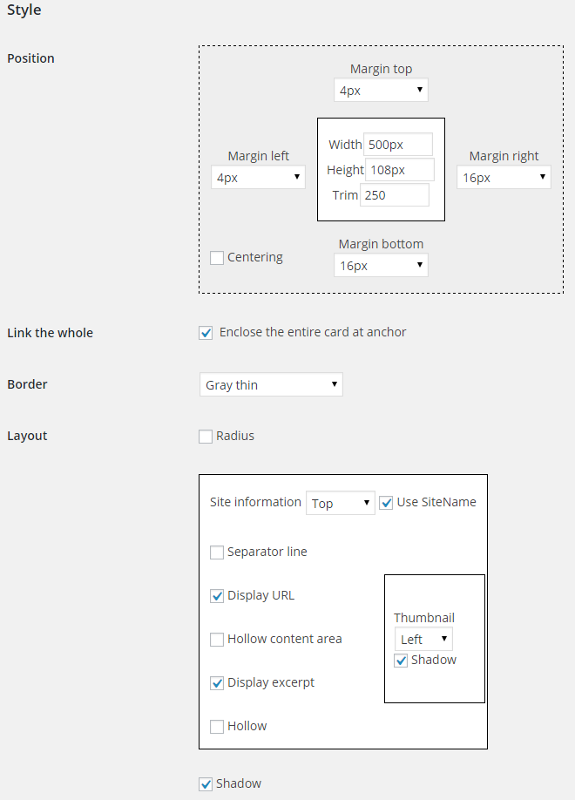 Style
Position
Margin top
4px
Width 500px
Margin left
Height 108px
Margin right
4px
16px
Trim 250
Margin bottom
Centering
16px
Link the whole
Enclose the entire card at anchor
Border
Gray thin
Layout
Radius
Site information Top Use SiteName
Separator line
Display URL
Thumbnail
Hollow content area
Left
Shadow
Display excerpt
Hollow
Shadow